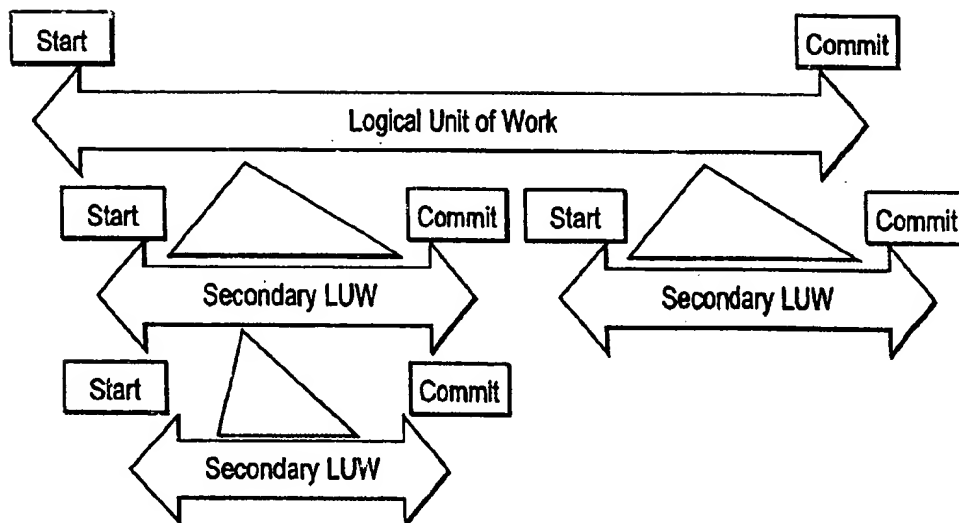 Start
Commit
Logical Unit of Work
Start
Commit
Start
Commit
Secondary LUW
Secondary LUW
Start
Commit
Secondary LUW